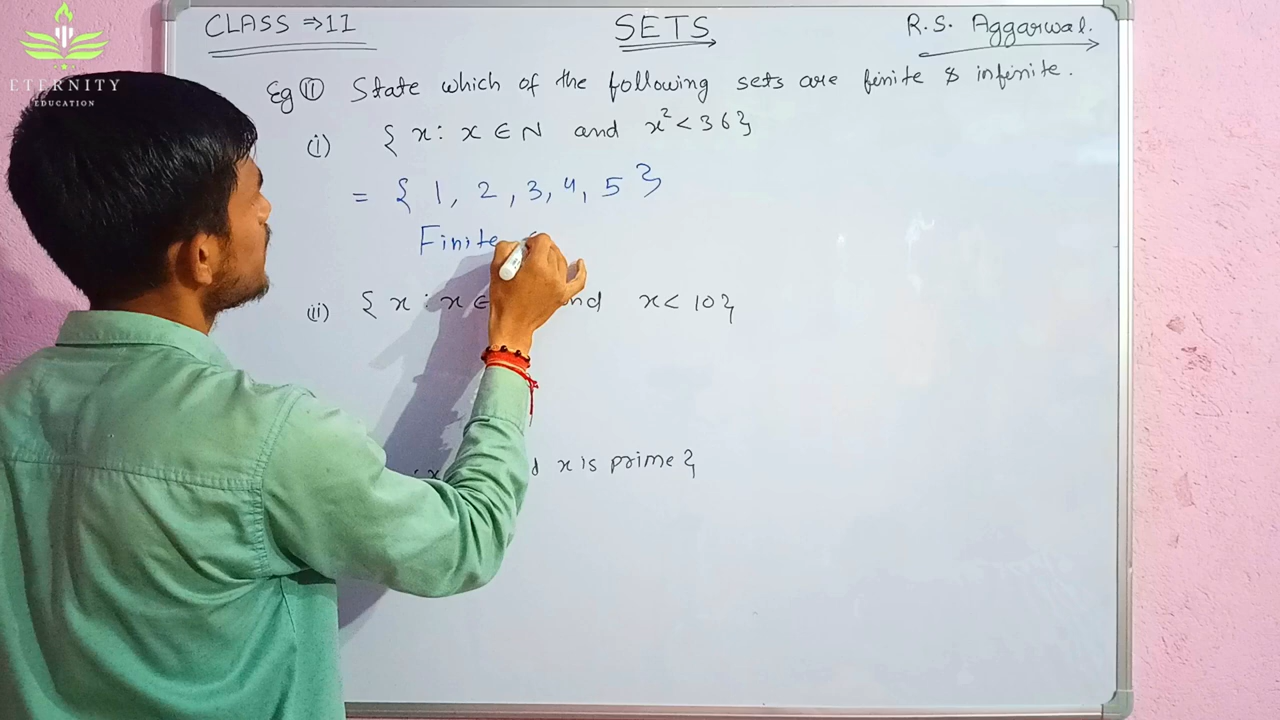 ETERNITY
EDUCATION
CLASS ⇒ 11 SETS R.S. Aggarwal.
Eg ⑪ State which of the following sets are finite & infinite.
(i) { x : x ∈ N and x² < 36 }
= { 1, 2, 3, 4, 5 }
Finite
(ii) { x : x ∈ and x < 10 }
x is prime }